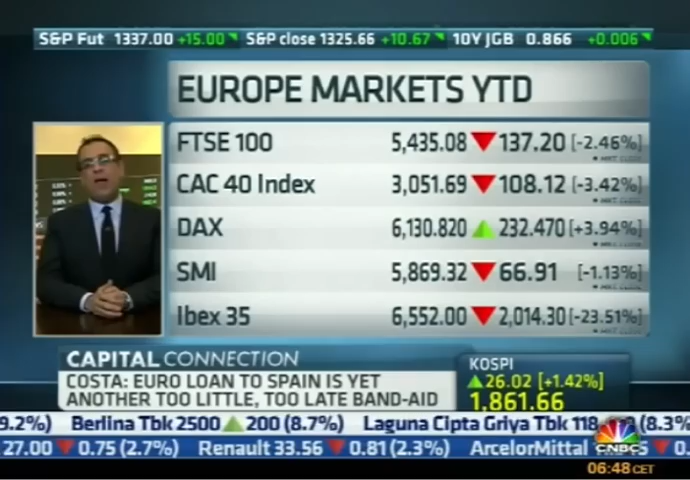 S&P Fut 1337.00 +15.00 S&P close 1325.66 +10.67 10Y JGB 0.866 +0.006
EUROPE MARKETS YTD
FTSE 100 5,435.08 137.20 [-2.46%]
CAC 40 Index 3,051.69 108.12 [-3.42%]
DAX 6,130.820 232.470 [+3.94%]
SMI 5,869.32 66.91 [-1.13%]
Ibex 35 6,552.00 2,014.30 [-23.51%]
CAPITAL CONNECTION
COSTA: EURO LOAN TO SPAIN IS YET
ANOTHER TOO LITTLE, TOO LATE BAND-AID
KOSPI
26.02 [+1.42%]
1,861.66
9.2%) Berlina Tbk 2500 200 (8.7%) Laguna Cipta Griya Tbk 118 (8.3%
27.00 0.75 (2.7%) Renault 33.56 0.81 (2.3%) ArcelorMittal 0.
CNBC
06:48 CET